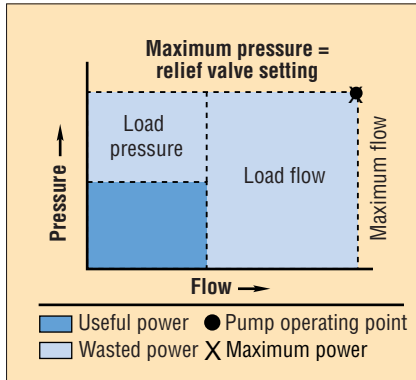 Maximum pressure =
relief valve setting
Load
pressure
Load flow
Maximum flow
Pressure
Flow
Useful power
Pump operating point
Wasted power
X Maximum power